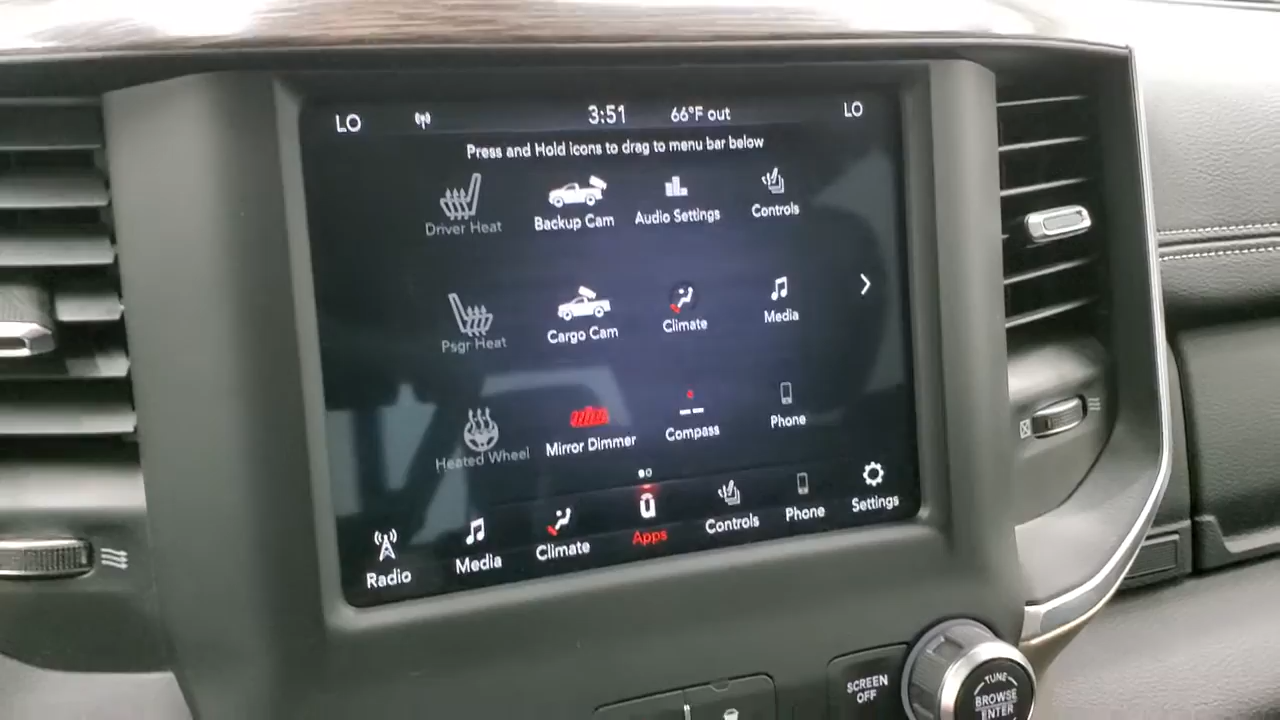 LO 3:51 66°F out LO
Press and Hold icons to drag to menu bar below
Driver Heat Backup Cam Audio Settings Controls
Psgr Heat Cargo Cam Climate Media
Heated Wheel Mirror Dimmer Compass Phone
Radio Media Climate Apps Controls Phone Settings
SCREEN
OFF
TUNE
BROWSE
ENTER